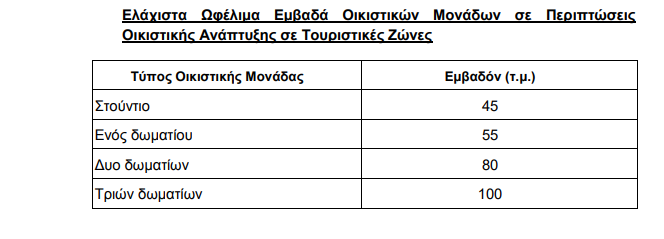 Ελάχιστα Ωφέλιμα Εμβαδά Οικιστικών Μονάδων σε Περιπτώσεις
Οικιστικής Ανάπτυξης σε Τουριστικές Ζώνες
Τύπος Οικιστικής Μονάδας Εμβαδόν (τ.μ.)
Στούντιο 45
Ενός δωματίου 55
Δυο δωματίων 80
Τριών δωματίων 100